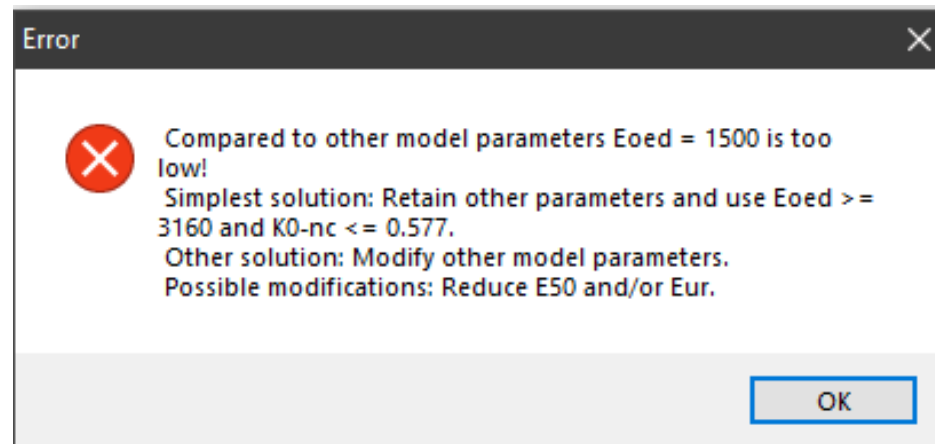 Error
Compared to other model parameters Eoed = 1500 is too
low!
Simplest solution: Retain other parameters and use Eoed >=
3160 and K0-nc <= 0.577.
Other solution: Modify other model parameters.
Possible modifications: Reduce E50 and/or Eur.
OK